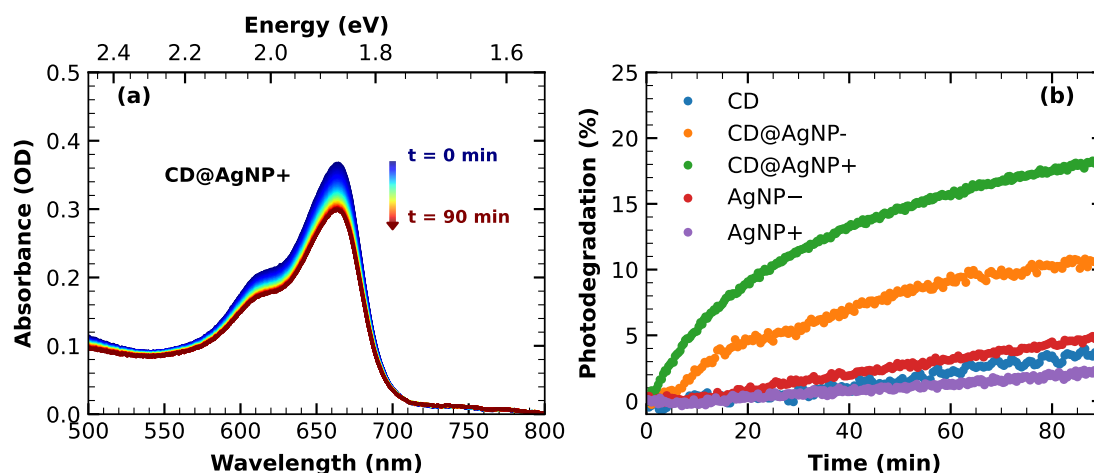 Energy (eV)
2.4 2.2 2.0 1.8 1.6
0.5
0.4
0.3
0.2
0.1
0.0
Absorbance (OD)
(a)
CD@AgNP+
t = 0 min
t = 90 min
500 550 600 650 700 750 800
Wavelength (nm)
25
20
15
10
5
0
Photodegradation (%)
(b)
CD
CD@AgNP-
CD@AgNP+
AgNP−
AgNP+
0 20 40 60 80
Time (min)